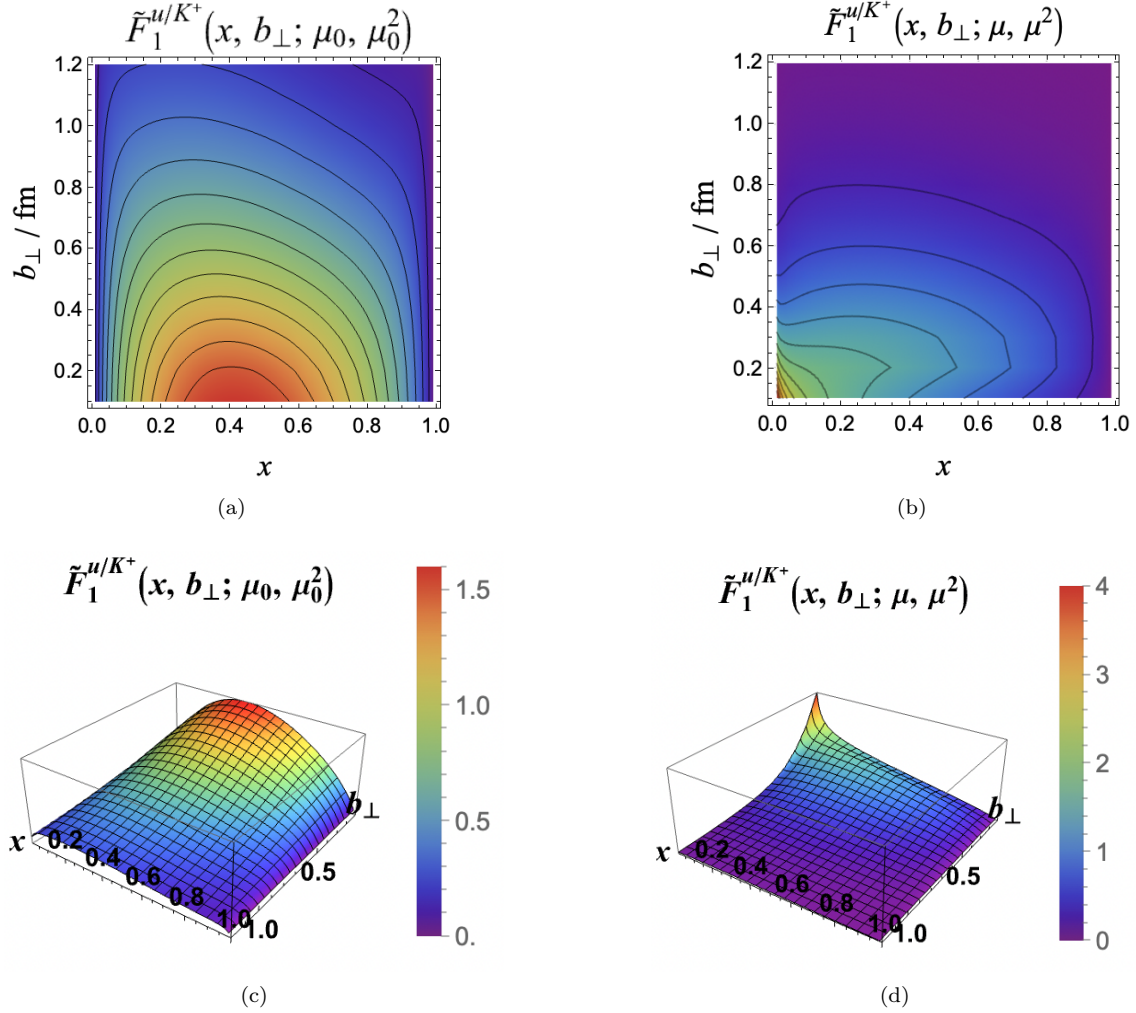 F̃₁^{u/K⁺}(x, b⊥; μ₀, μ₀²)
1.2
1.0
0.8
0.6
0.4
0.2
b⊥ / fm
0.0 0.2 0.4 0.6 0.8 1.0
x
(a)
F̃₁^{u/K⁺}(x, b⊥; μ, μ²)
1.2
1.0
0.8
0.6
0.4
0.2
b⊥ / fm
0.0 0.2 0.4 0.6 0.8 1.0
x
(b)
F̃₁^{u/K⁺}(x, b⊥; μ₀, μ₀²)
1.5
1.0
0.5
0.
x 0.2 0.4 0.6 0.8 1.0
b⊥ 0.5 1.0
(c)
F̃₁^{u/K⁺}(x, b⊥; μ, μ²)
4
3
2
1
0
x 0.2 0.4 0.6 0.8 1.0
b⊥ 0.5 1.0
(d)